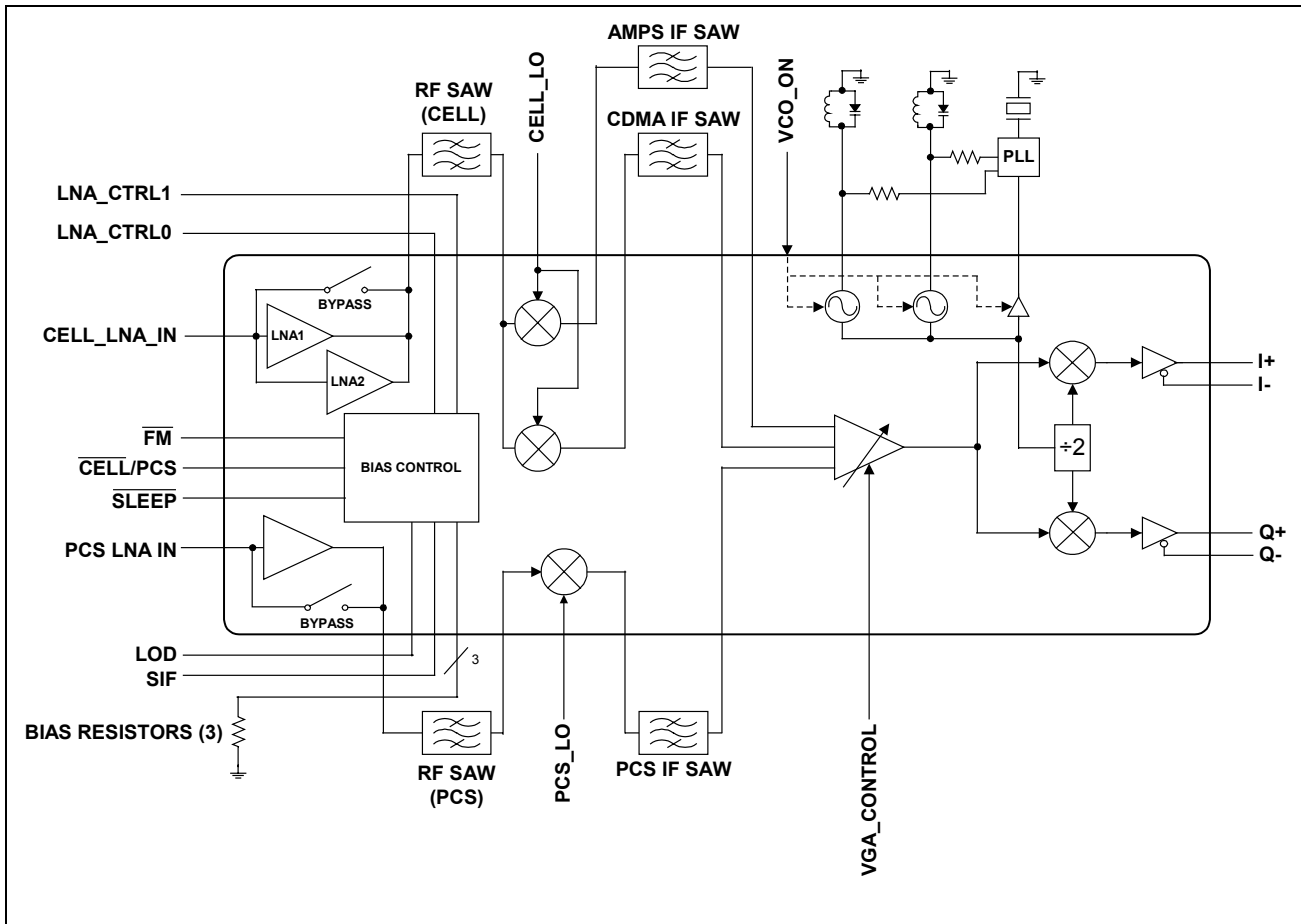 AMPS IF SAW
CELL_LO
RF SAW
(CELL)
CDMA IF SAW
VCO_ON
PLL
LNA_CTRL1
LNA_CTRL0
BYPASS
CELL_LNA_IN
LNA1
LNA2
I+
I-
FM
CELL/PCS
SLEEP
BIAS CONTROL
÷2
PCS LNA IN
BYPASS
Q+
Q-
LOD
SIF
3
BIAS RESISTORS (3)
RF SAW
(PCS)
PCS_LO
PCS IF SAW
VGA_CONTROL